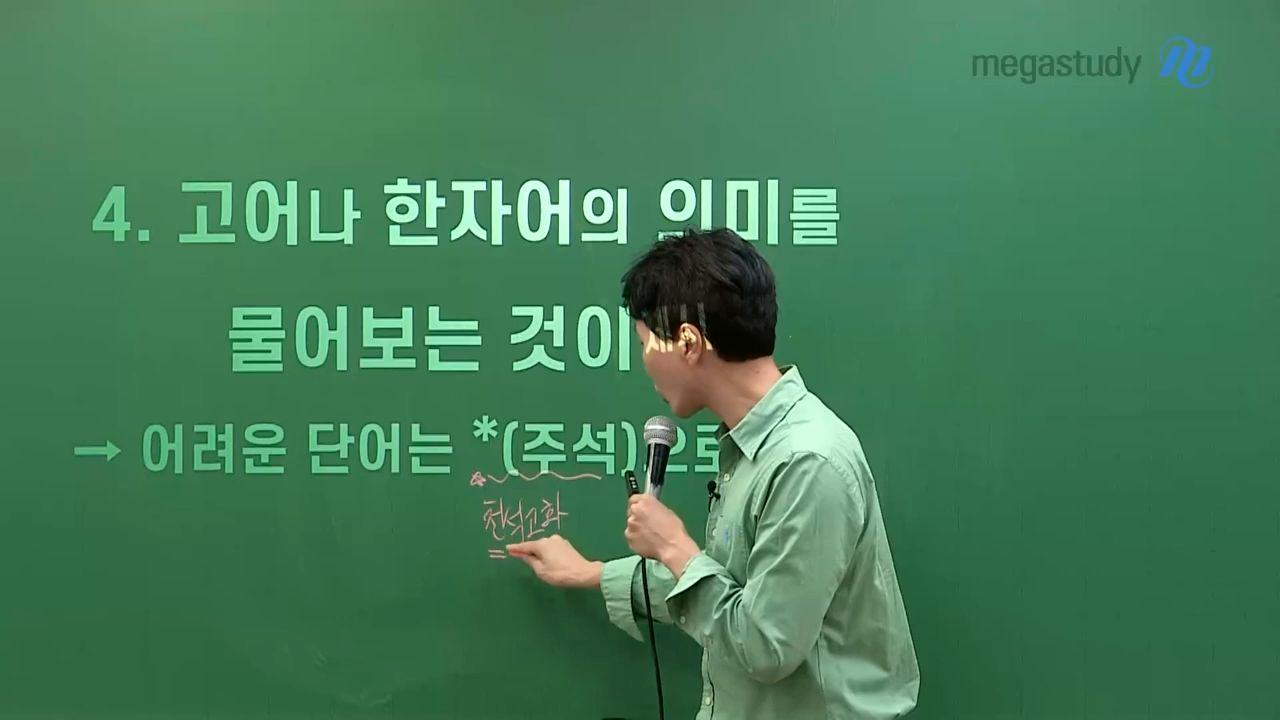 megastudy
4. 고어나 한자어의 의미를
물어보는 것이
→ 어려운 단어는 *(주석)으로
천석고황
=